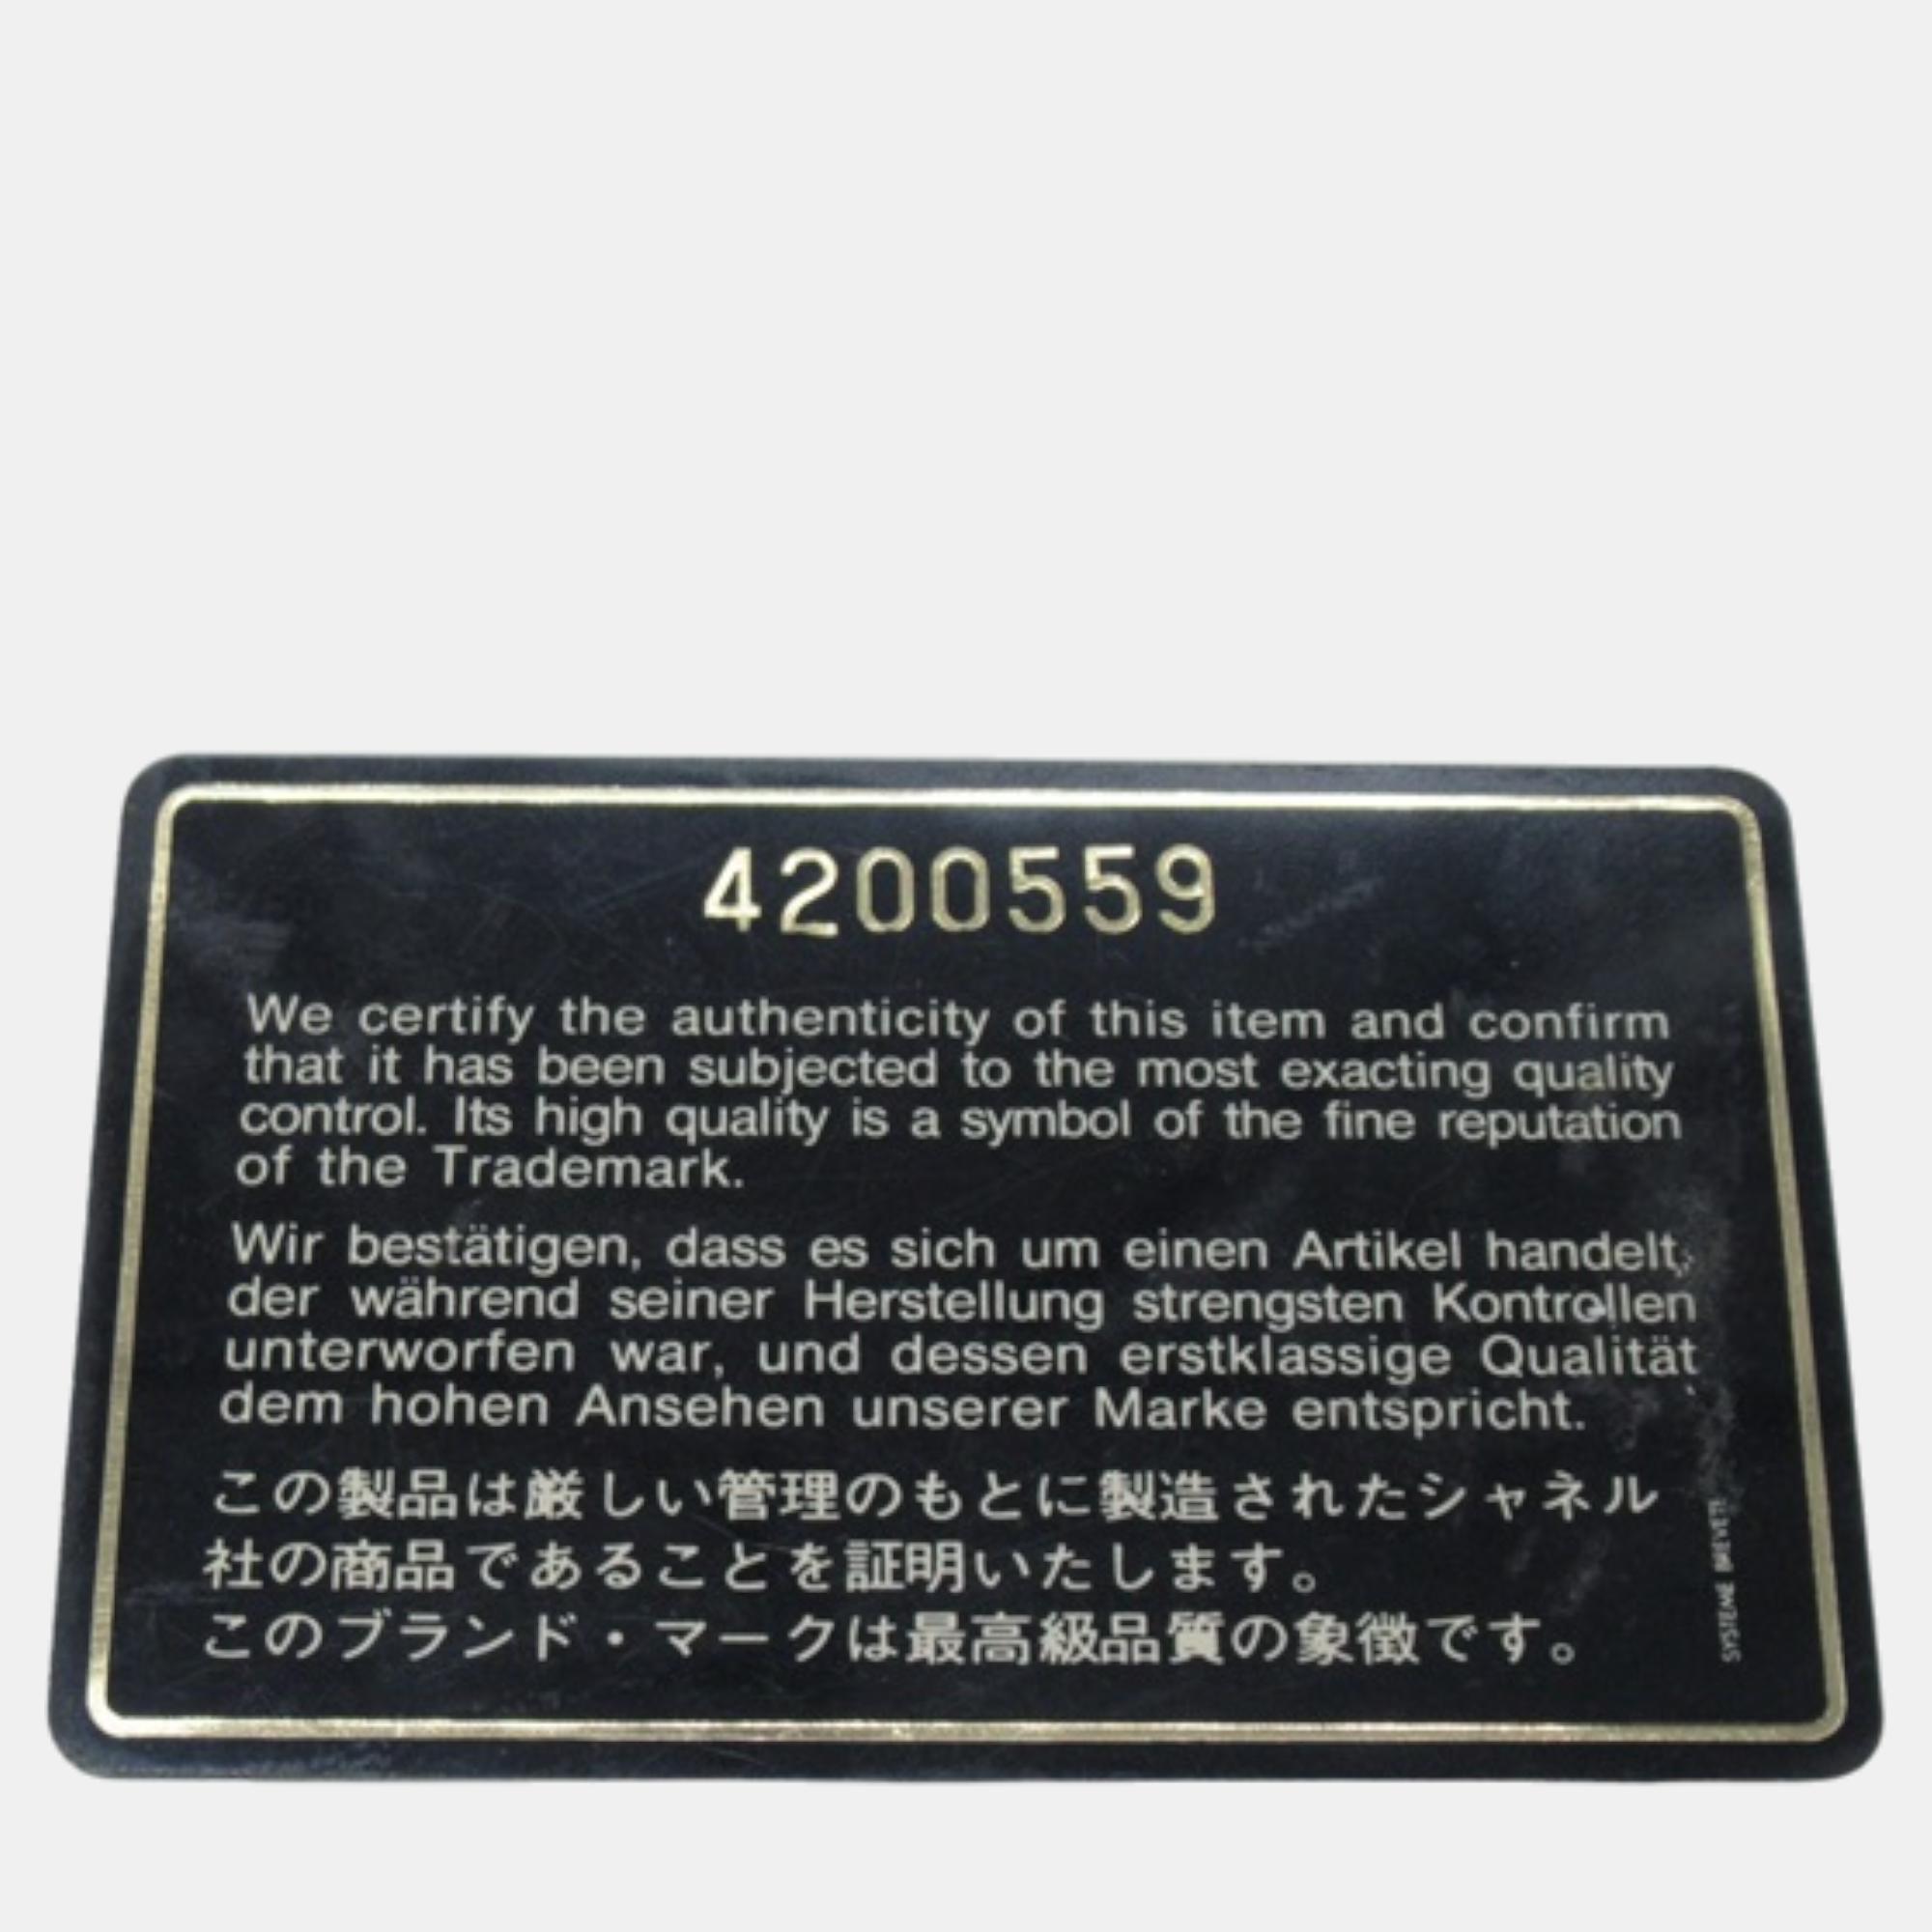 4200559
We certify the authenticity of this item and confirm
that it has been subjected to the most exacting quality
control. Its high quality is a symbol of the fine reputation
of the Trademark.
Wir bestätigen, dass es sich um einen Artikel handelt,
der während seiner Herstellung strengsten Kontrollen
unterworfen war, und dessen erstklassige Qualität
dem hohen Ansehen unserer Marke entspricht.
この製品は厳しい管理のもとに製造されたシャネル
社の商品であることを証明いたします。
このブランド・マークは最高級品質の象徴です。
SYSTEME BREVETE